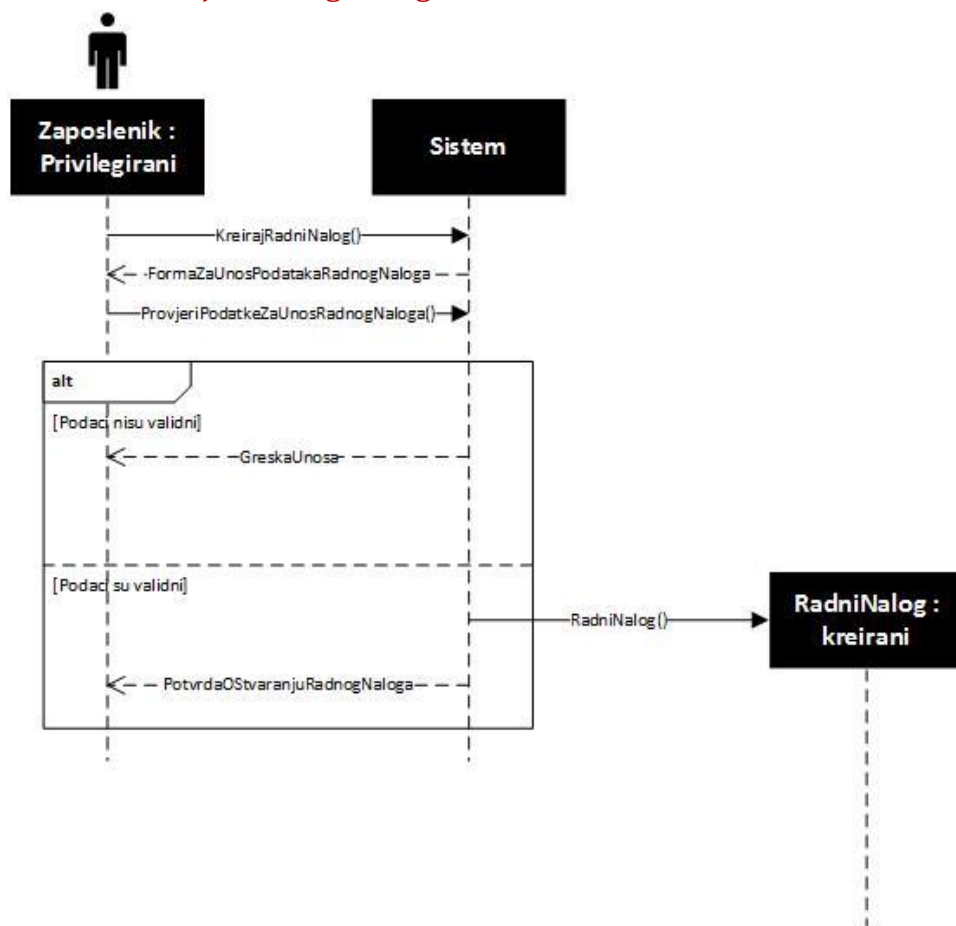 Zaposlenik :
Privilegirani
Sistem
KreirajRadniNalog()
FormaZaUnosPodatakaRadnogNaloga
ProvjeriPodatkeZaUnosRadnogNaloga()
alt
[Podaci nisu validni]
GreskaUnosa
[Podaci su validni]
RadniNalog()
RadniNalog :
kreirani
PotvrdaOStvaranjuRadnogNaloga